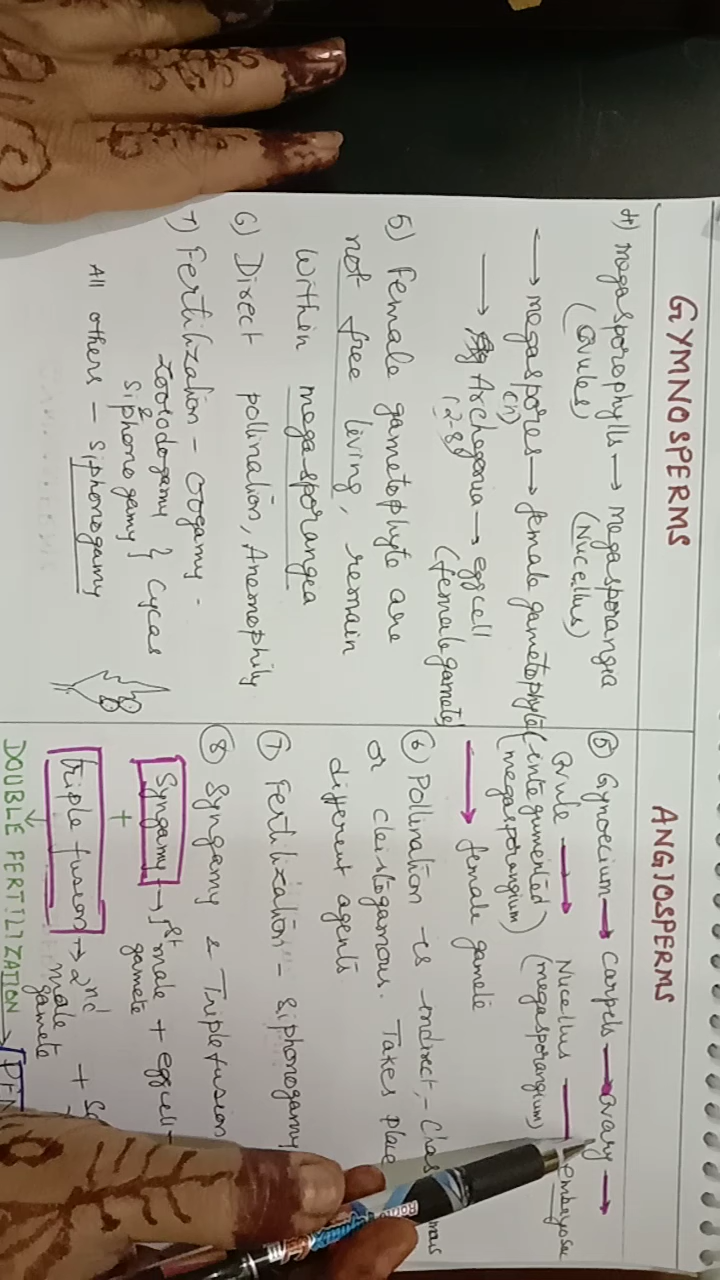 GYMNOSPERMS
4) Megasporophylls → megasporangia
(Ovules) (Nucellus)
→ megaspores → female gametophyte
(n)
→ Archegonia → egg cell
(2-8) (female gamete)
5) Female gametophyte are
not free living, remain
within megasporangea
6) Direct pollination, Anemophily
7) Fertilization - Oogamy -
Zooidogamy
&
Siphonogamy } Cycas
All others - Siphonogamy
ANGIOSPERMS
5 Gynoecium → carpels → Ovary →
Ovule → Nucellus
(integumented (megasporangium)
megasporangium)
→ female gamete
6 Pollination is indirect, - Chas mous
or cleistogamous. Takes place
different agents.
7 Fertilization - Siphonogamy
8 Syngamy & Triple fusion
Syngamy → 1st male + eggcell -
gamete
+
Triple fusion → 2nd + S
male
gamete
DOUBLE FERTILIZATION →